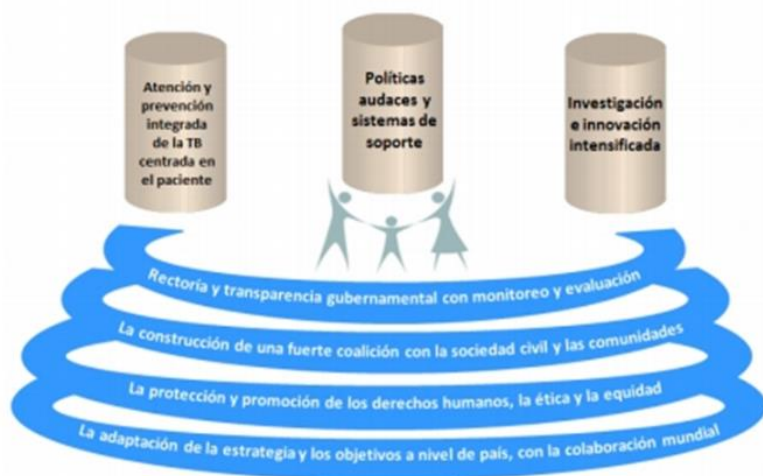 Atención y
prevención
integrada
de la TB
centrada en
el paciente
Políticas
audaces y
sistemas de
soporte
Investigación
e innovación
intensificada
Rectoría y transparencia gubernamental con monitoreo y evaluación
La construcción de una fuerte coalición con la sociedad civil y las comunidades
La protección y promoción de los derechos humanos, la ética y la equidad
La adaptación de la estrategia y los objetivos a nivel de país, con la colaboración mundial